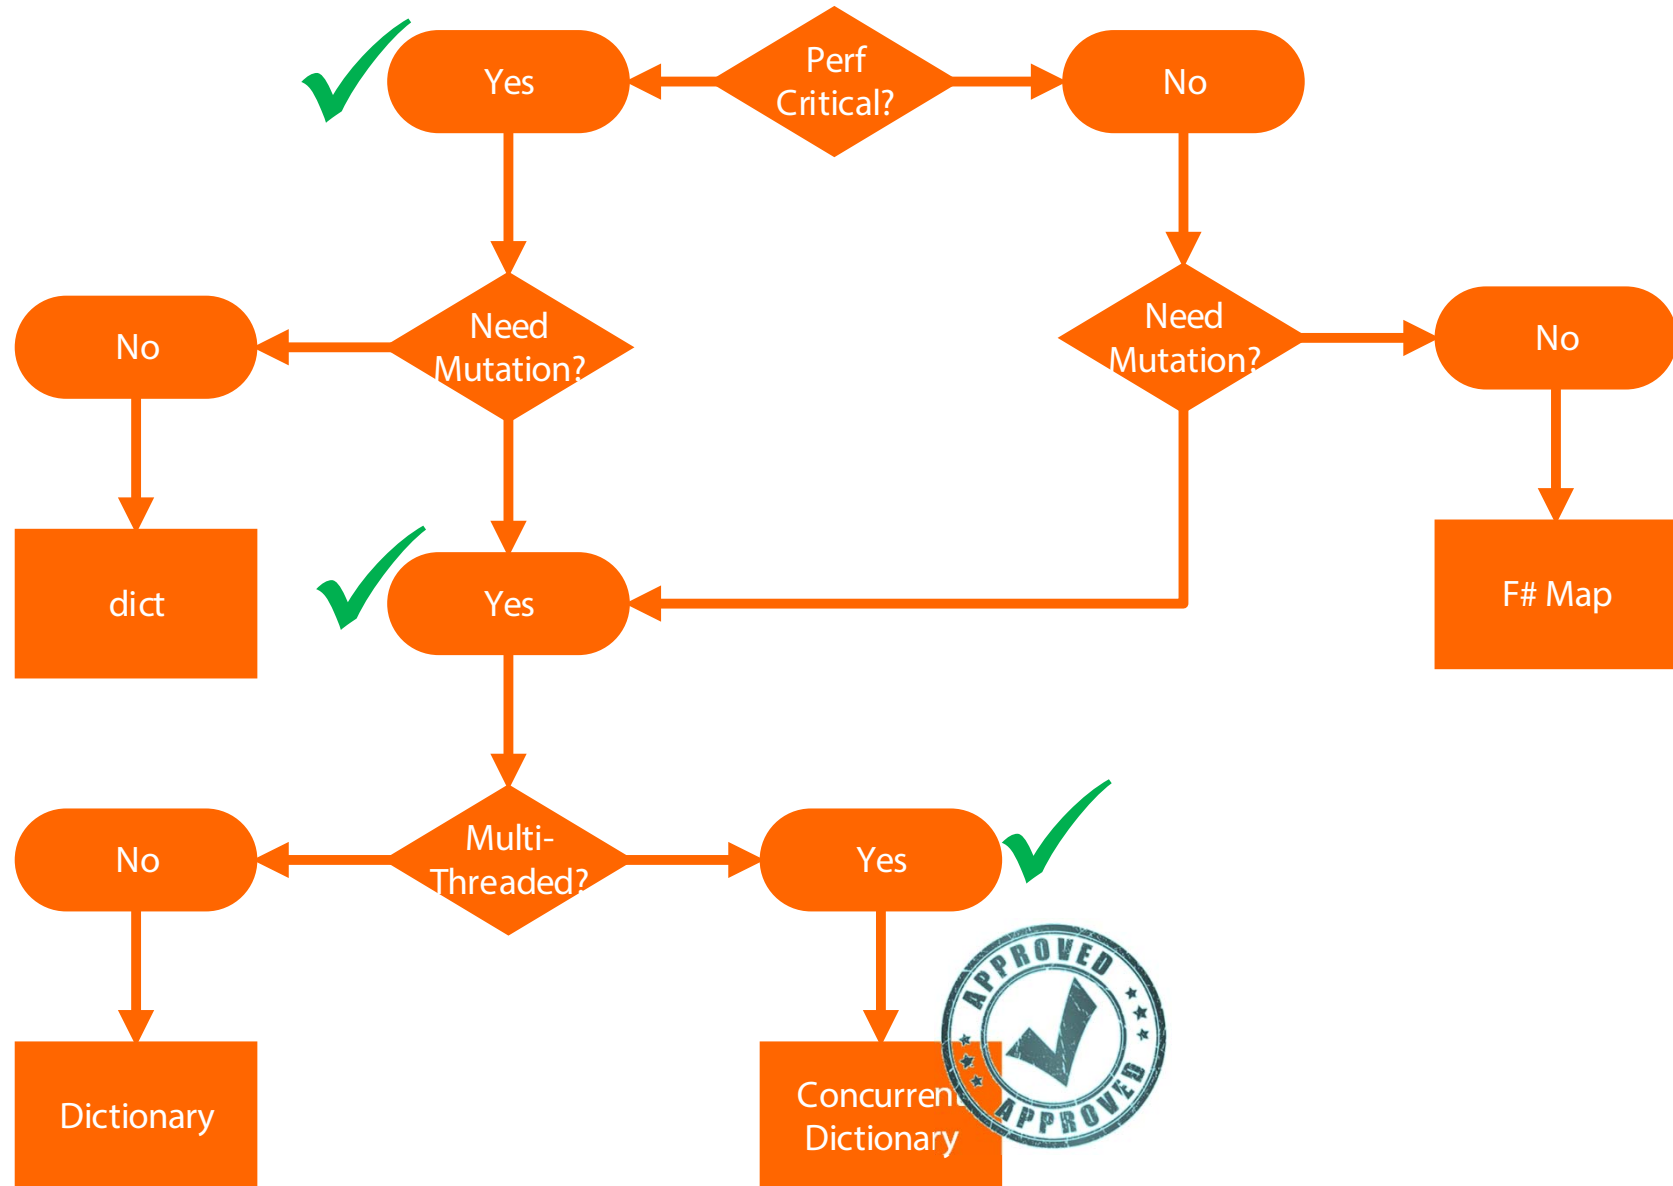 Yes
Perf
Critical?
No
No
Need
Mutation?
Need
Mutation?
No
dict
Yes
F# Map
No
Multi-
Threaded?
Yes
APPROVED
Dictionary
Concurrent
Dictionary
APPROVED